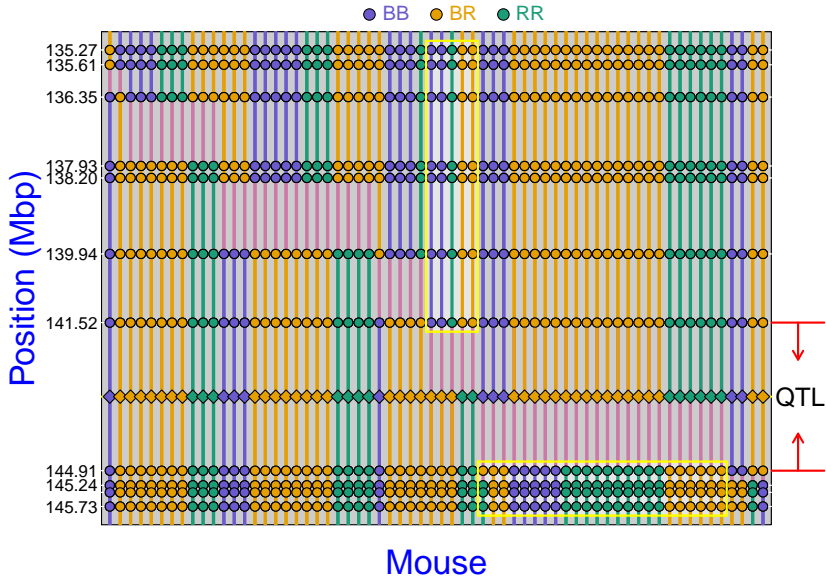 BB BR RR
135.27
135.61
136.35
137.93
138.20
139.94
141.52
QTL
144.91
145.24
145.73
Position (Mbp)
Mouse